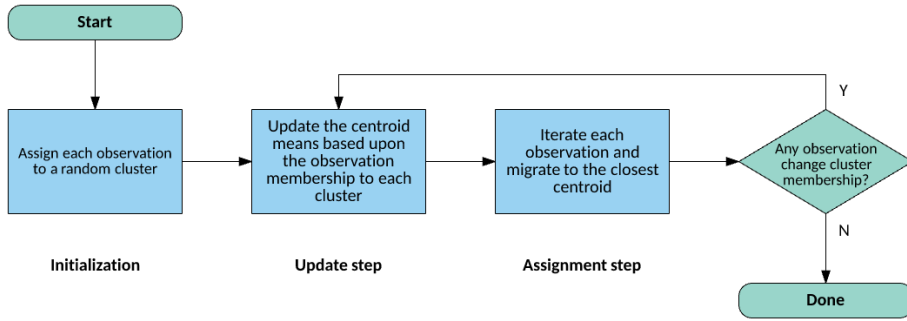 Start
Assign each observation
to a random cluster
Update the centroid
means based upon
the observation
membership to each
cluster
Iterate each
observation and
migrate to the closest
centroid
Any observation
change cluster
membership?
Y
N
Initialization
Update step
Assignment step
Done